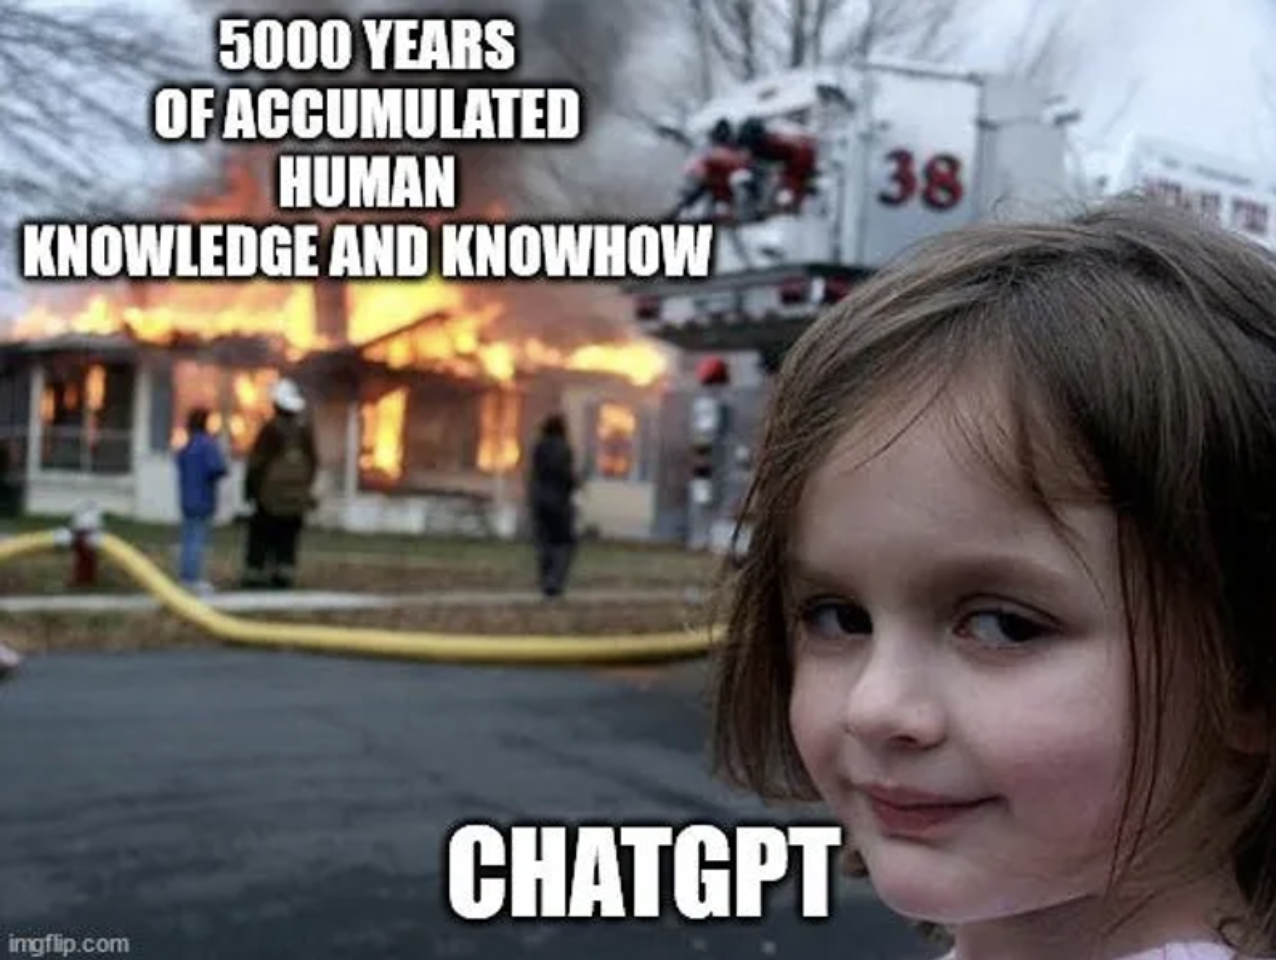 5000 YEARS
OF ACCUMULATED
HUMAN
KNOWLEDGE AND KNOWHOW
38
CHATGPT
imgflip.com